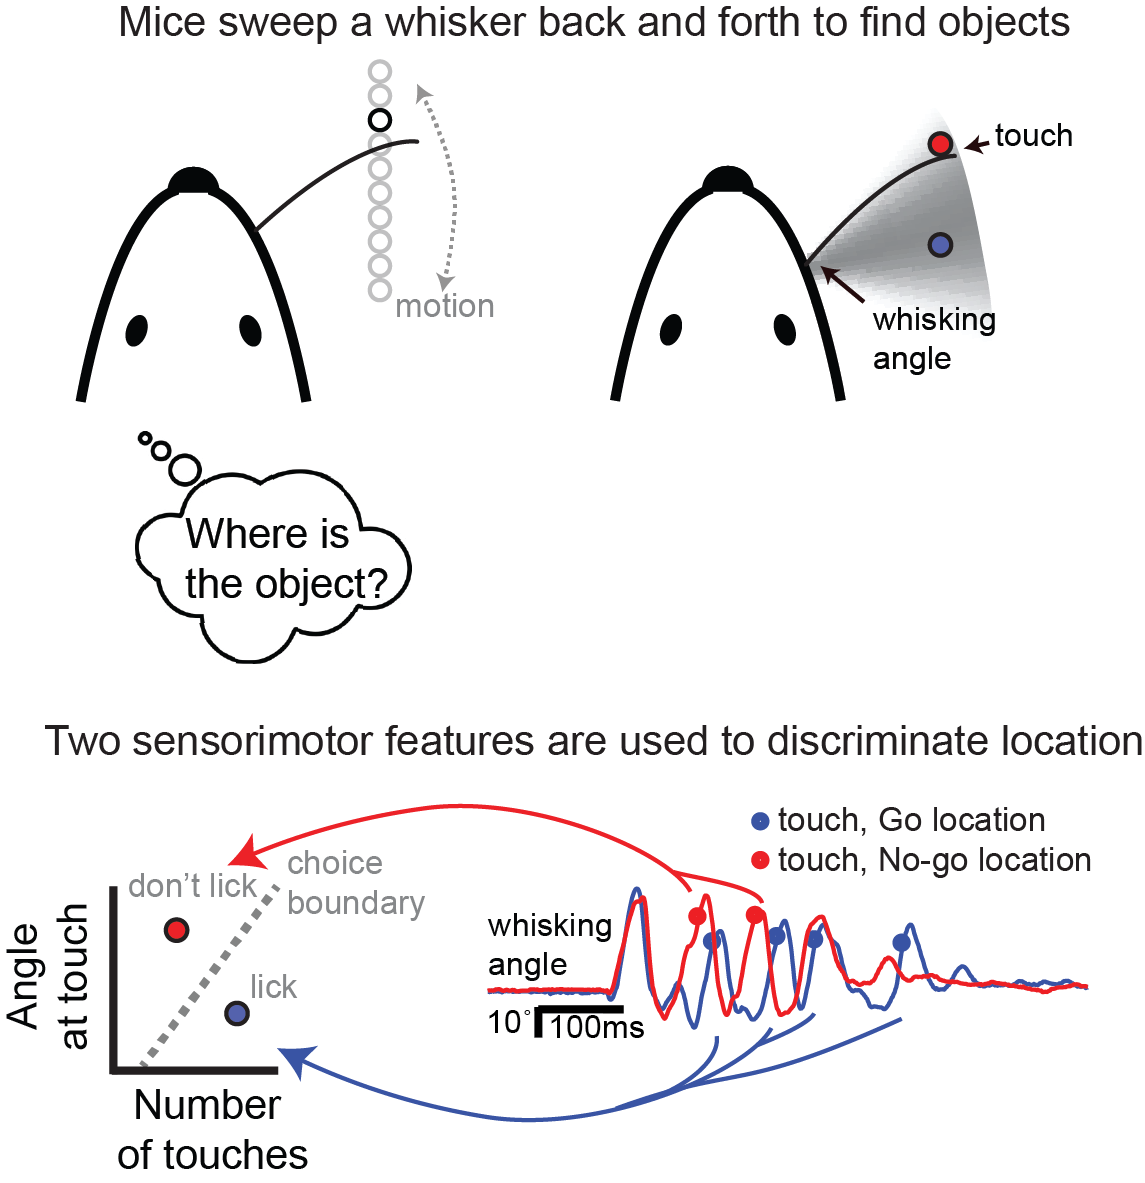 Mice sweep a whisker back and forth to find objects
motion
touch
whisking
angle
Where is
the object?
Two sensorimotor features are used to discriminate location
touch, Go location
touch, No-go location
choice
boundary
don't lick
lick
Angle
at touch
Number
of touches
whisking
angle
10°
100ms